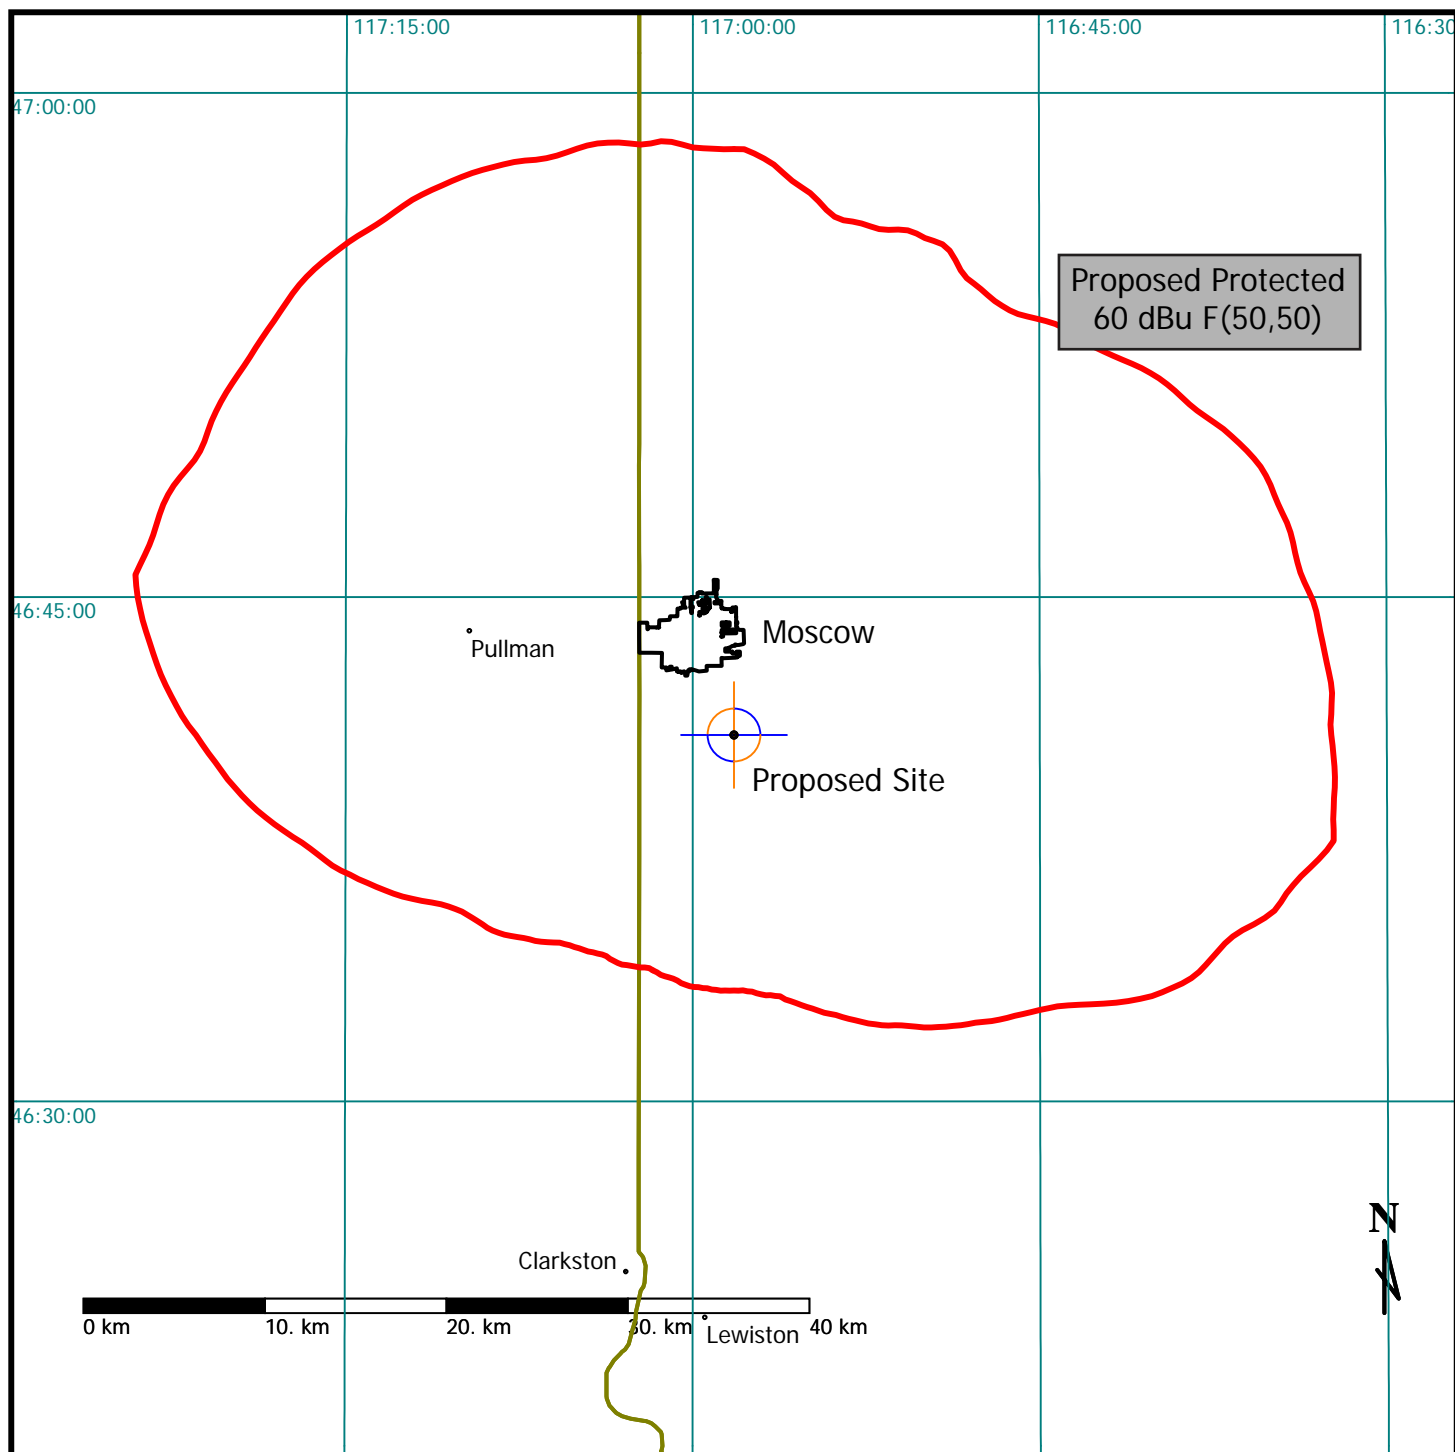 117:15:00
117:00:00
116:45:00
116:30
47:00:00
Proposed Protected
60 dBu F(50,50)
46:45:00
Moscow
Pullman
Proposed Site
46:30:00
N
Clarkston
0 km
10. km
20. km
30. km
40 km
Lewiston